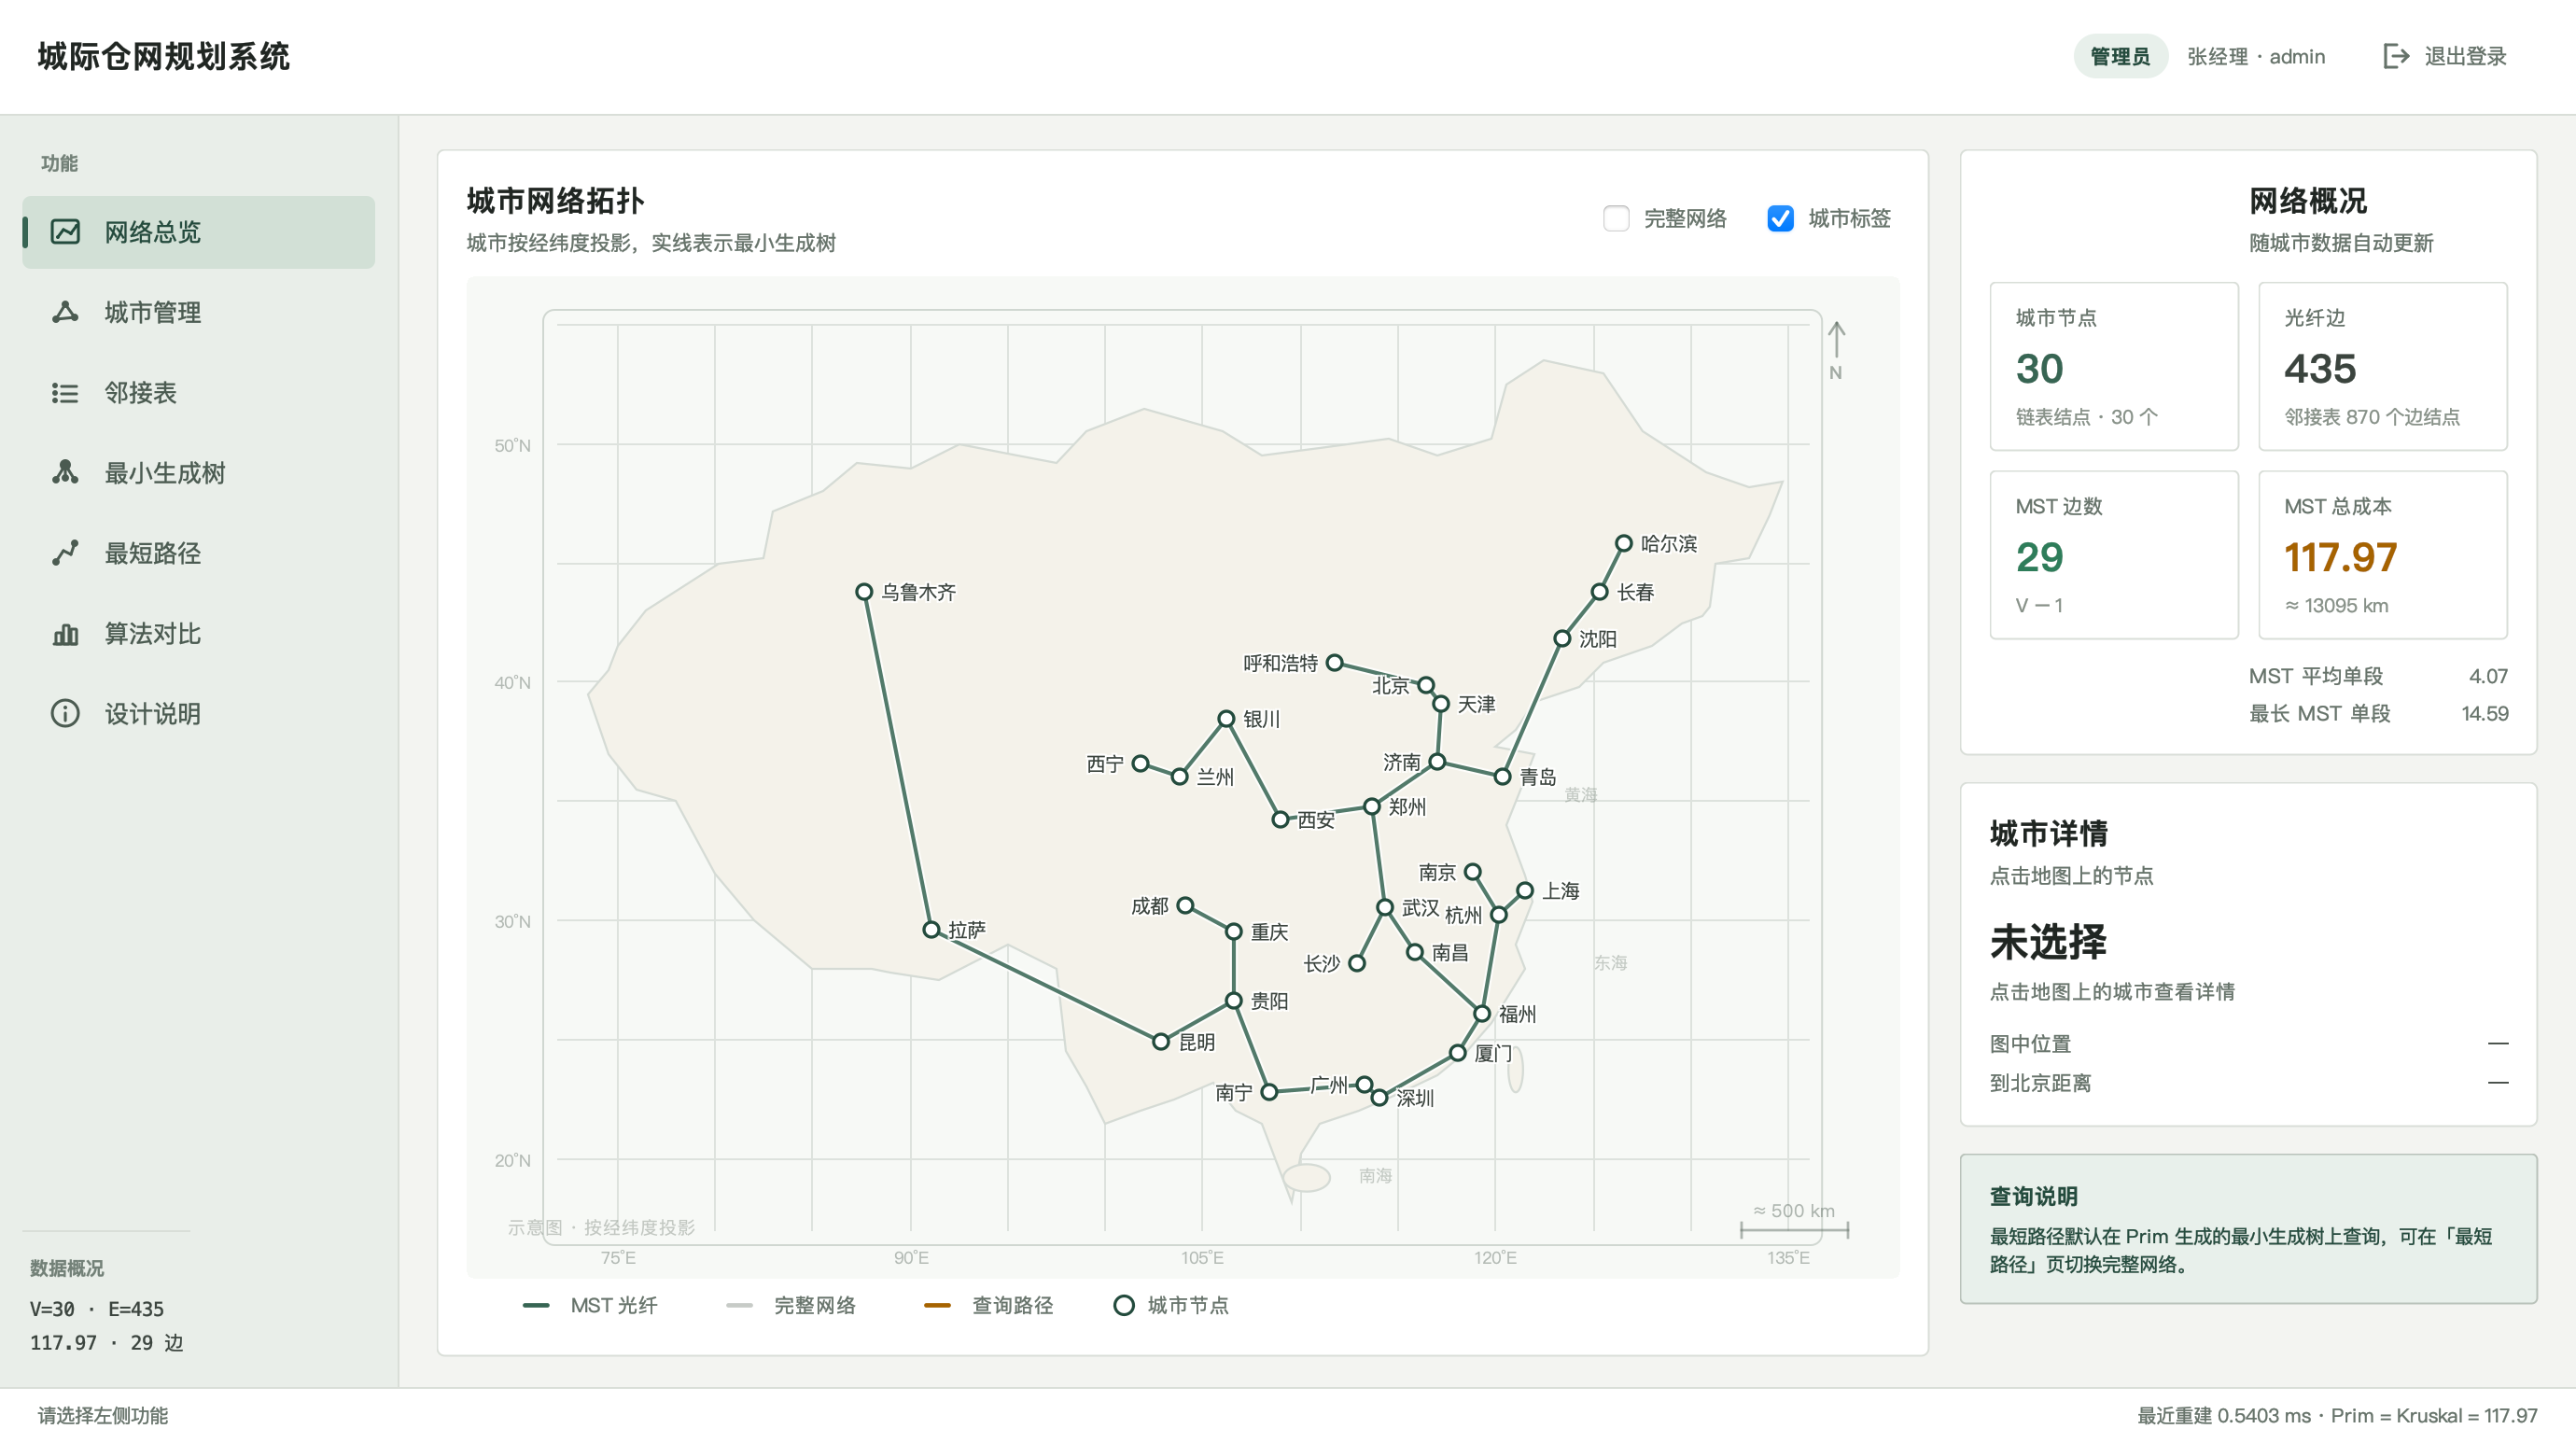 城际仓网规划系统
管理员 张经理 · admin 退出登录
功能
网络总览
城市管理
邻接表
最小生成树
最短路径
算法对比
设计说明
数据概况
V=30 · E=435
117.97 · 29 边
城市网络拓扑
城市按经纬度投影，实线表示最小生成树
完整网络 城市标签
N
50°N
40°N
30°N
20°N
哈尔滨
乌鲁木齐
长春
沈阳
呼和浩特
北京
天津
银川
西宁
兰州
济南
青岛
黄海
西安
郑州
南京
上海
成都
武汉
杭州
拉萨
重庆
南昌
长沙
东海
贵阳
福州
昆明
厦门
南宁
广州
深圳
南海
≈ 500 km
示意图 · 按经纬度投影
75°E 90°E 105°E 120°E 135°E
MST 光纤 完整网络 查询路径 城市节点
网络概况
随城市数据自动更新
城市节点
30
链表结点 · 30 个
光纤边
435
邻接表 870 个边结点
MST 边数
29
V − 1
MST 总成本
117.97
≈ 13095 km
MST 平均单段 4.07
最长 MST 单段 14.59
城市详情
点击地图上的节点
未选择
点击地图上的城市查看详情
图中位置 —
到北京距离 —
查询说明
最短路径默认在 Prim 生成的最小生成树上查询，可在「最短
路径」页切换完整网络。
请选择左侧功能
最近重建 0.5403 ms · Prim = Kruskal = 117.97